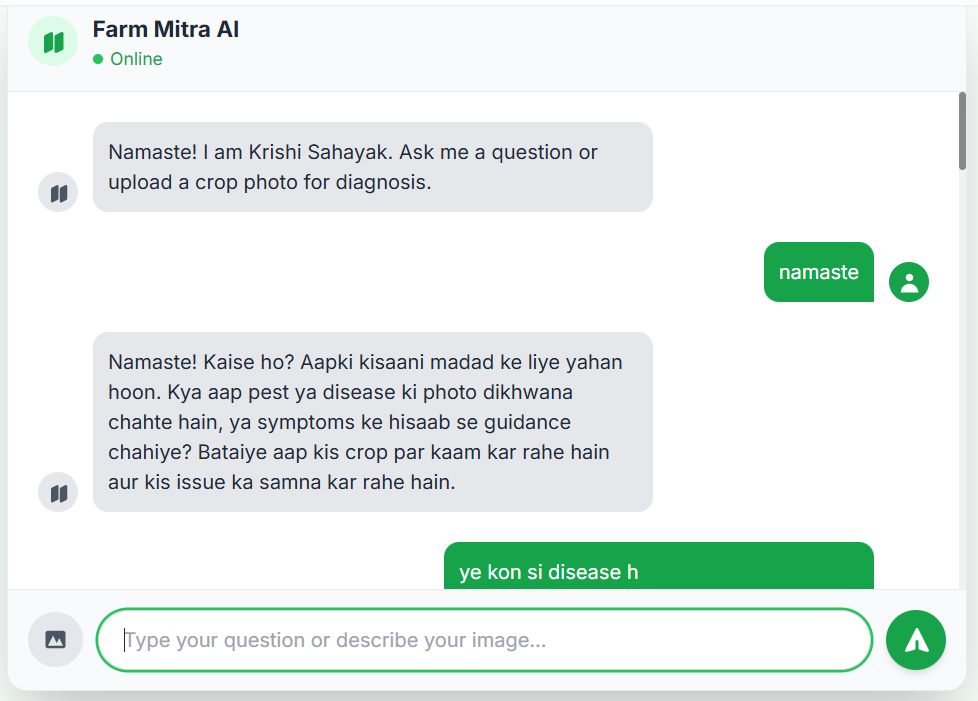 Farm Mitra AI
Online
Namaste! I am Krishi Sahayak. Ask me a question or
upload a crop photo for diagnosis.
namaste
Namaste! Kaise ho? Aapki kisaani madad ke liye yahan
hoon. Kya aap pest ya disease ki photo dikhwana
chahte hain, ya symptoms ke hisaab se guidance
chahiye? Bataiye aap kis crop par kaam kar rahe hain
aur kis issue ka samna kar rahe hain.
ye kon si disease h
Type your question or describe your image...